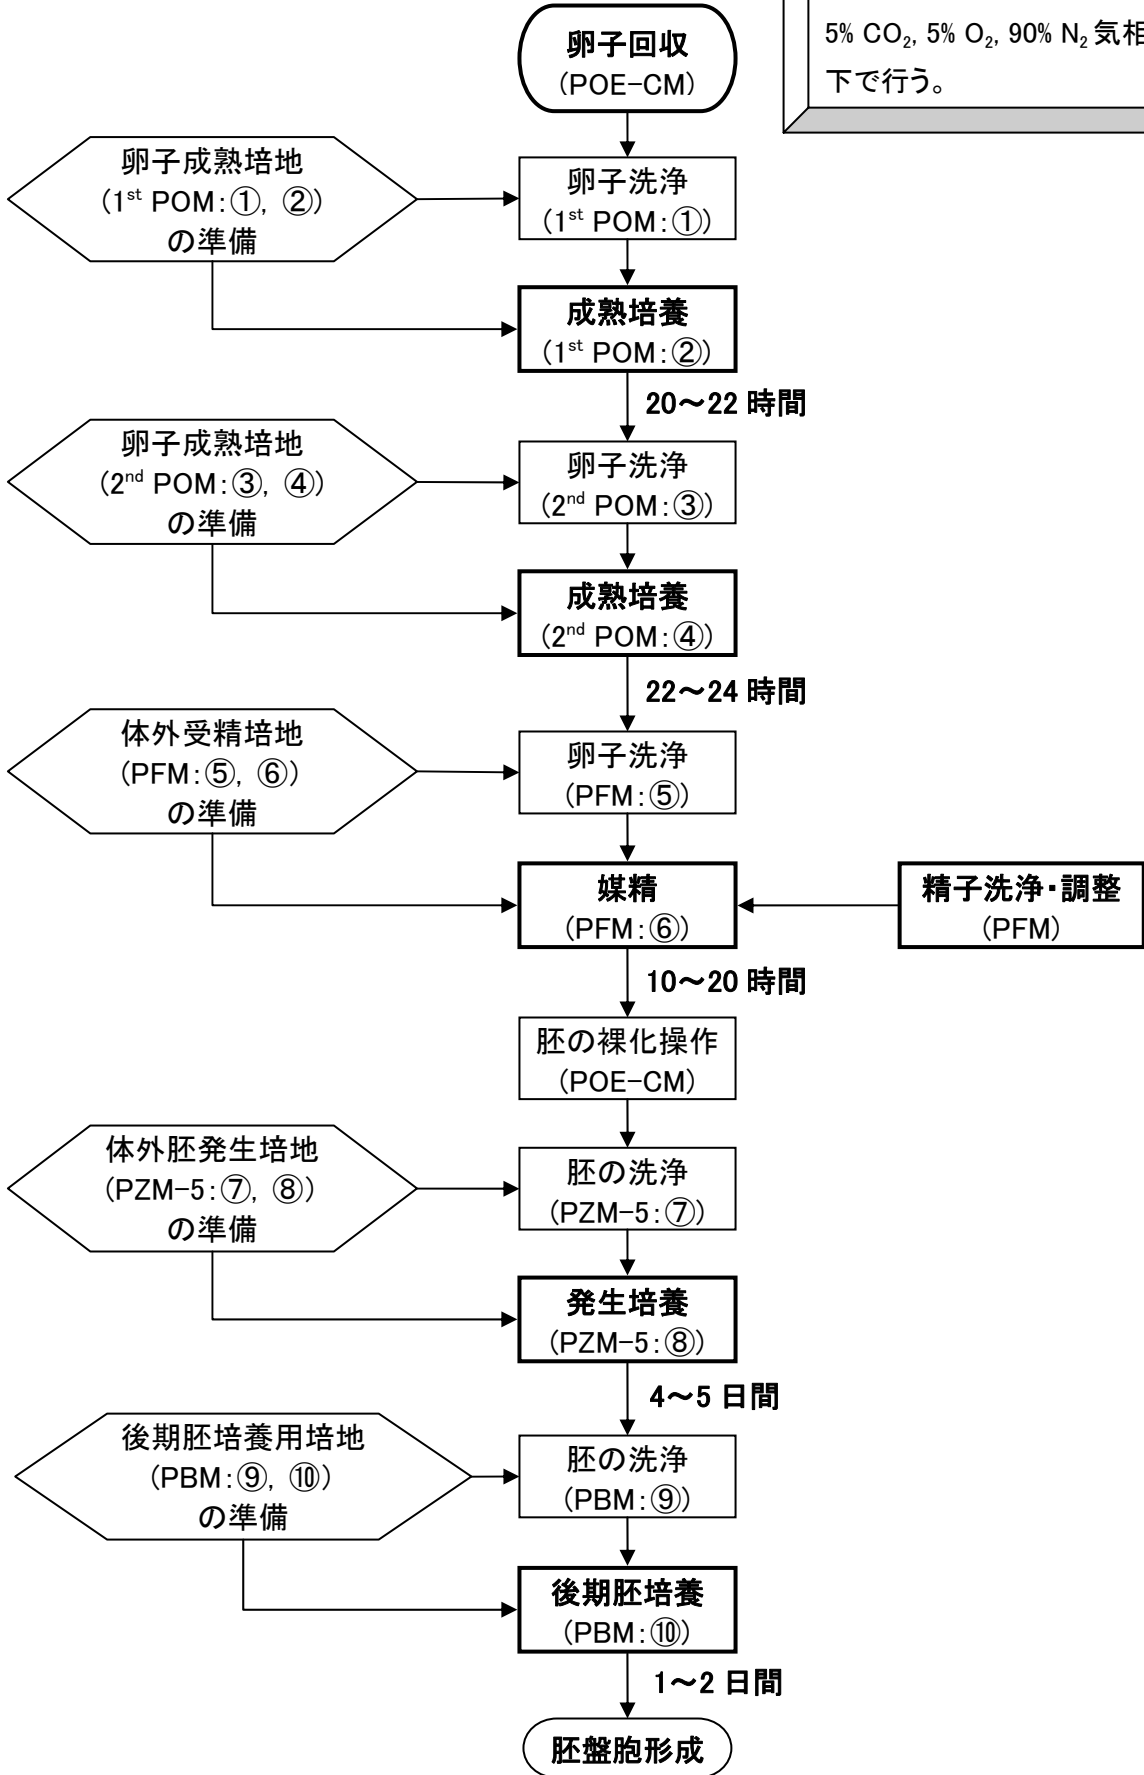 卵子回収
(POE-CM)
5% CO₂, 5% O₂, 90% N₂ 気相
下で行う。
卵子成熟培地
(1ˢᵗ POM:①, ②)
の準備
卵子洗浄
(1ˢᵗ POM:①)
成熟培養
(1ˢᵗ POM:②)
20~22 時間
卵子成熟培地
(2ⁿᵈ POM:③, ④)
の準備
卵子洗浄
(2ⁿᵈ POM:③)
成熟培養
(2ⁿᵈ POM:④)
22~24 時間
体外受精培地
(PFM:⑤, ⑥)
の準備
卵子洗浄
(PFM:⑤)
媒精
(PFM:⑥)
精子洗浄・調整
(PFM)
10~20 時間
胚の裸化操作
(POE-CM)
体外胚発生培地
(PZM-5:⑦, ⑧)
の準備
胚の洗浄
(PZM-5:⑦)
発生培養
(PZM-5:⑧)
4~5 日間
後期胚培養用培地
(PBM:⑨, ⑩)
の準備
胚の洗浄
(PBM:⑨)
後期胚培養
(PBM:⑩)
1~2 日間
胚盤胞形成